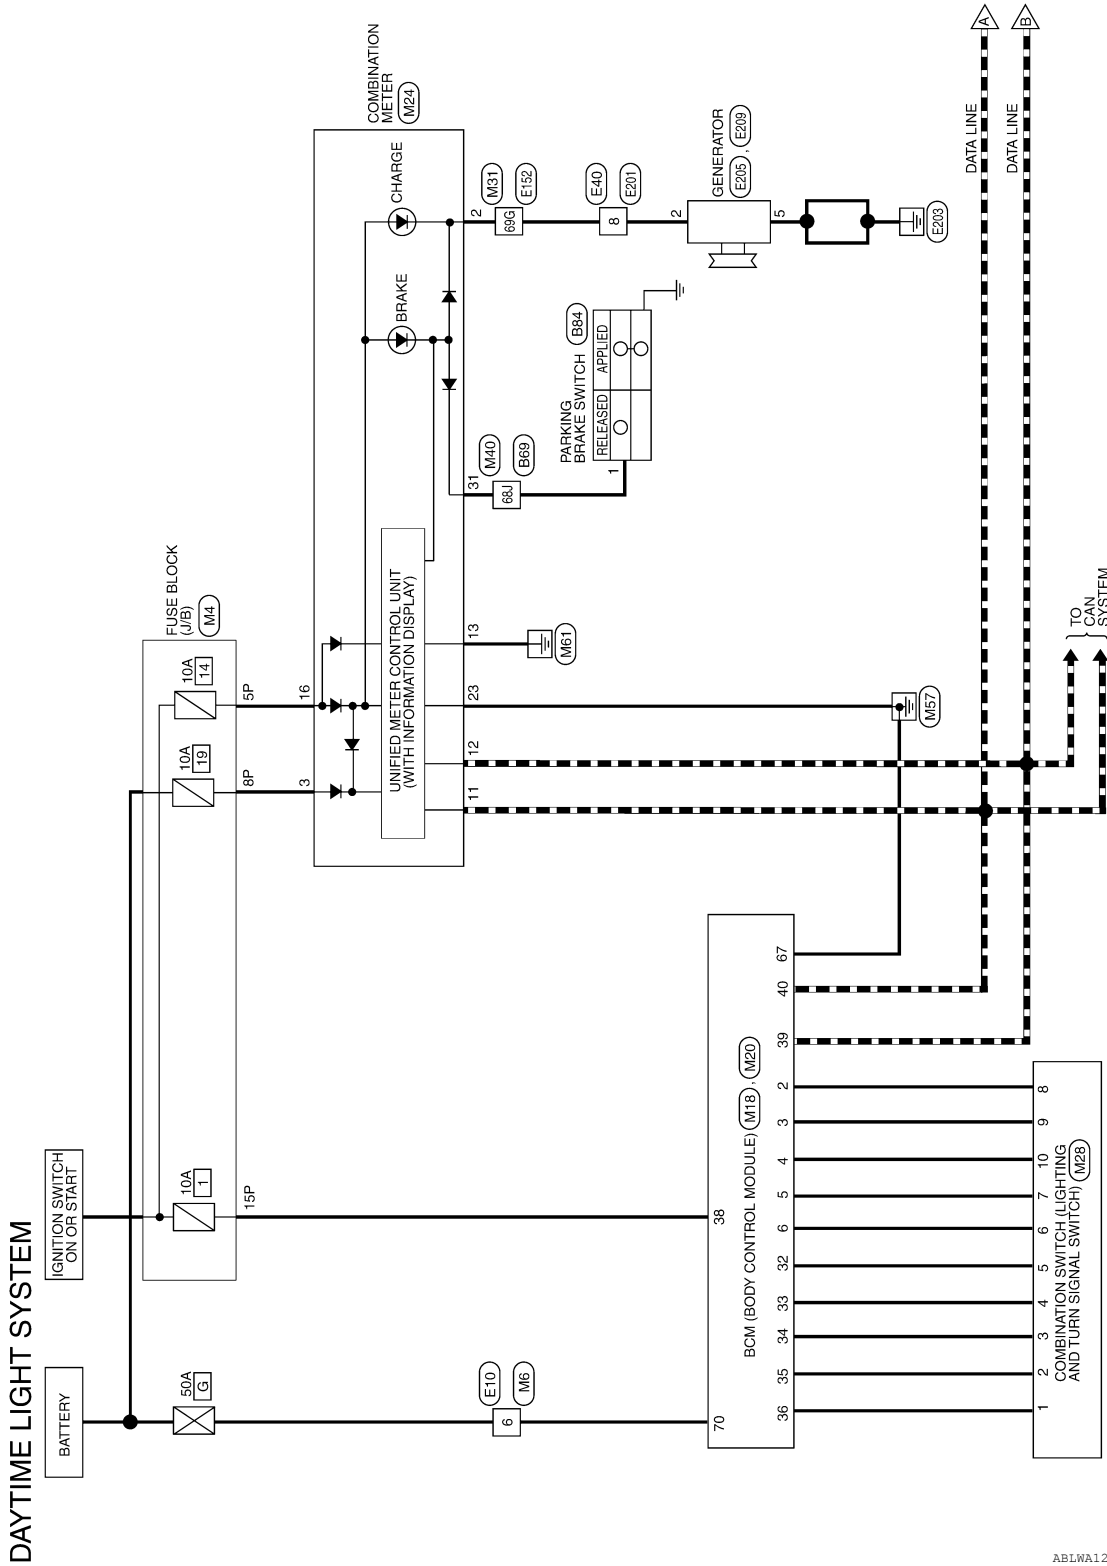 DAYTIME LIGHT SYSTEM
BATTERY
IGNITION SWITCH
ON OR START
50A
G
10A
1
15P
10A
19
8P
10A
14
5P
FUSE BLOCK
(J/B)
M4
E10
6
M6
3
16
COMBINATION
METER
M24
UNIFIED METER CONTROL UNIT
(WITH INFORMATION DISPLAY)
BRAKE
CHARGE
11
12
23
13
31
2
M40
68J
B69
M31
69G
E152
E40
8
E201
M61
M57
PARKING
BRAKE SWITCH
B84
RELEASED
APPLIED
1
GENERATOR
E205 , E209
2
5
E203
70
38
BCM (BODY CONTROL MODULE)
M18 , M20
36
35
34
33
32
6
5
4
3
2
39
40
67
1
2
3
4
5
6
7
10
9
8
COMBINATION SWITCH (LIGHTING
AND TURN SIGNAL SWITCH)
M28
DATA LINE
A
DATA LINE
B
TO
CAN
SYSTEM
ABLWA12